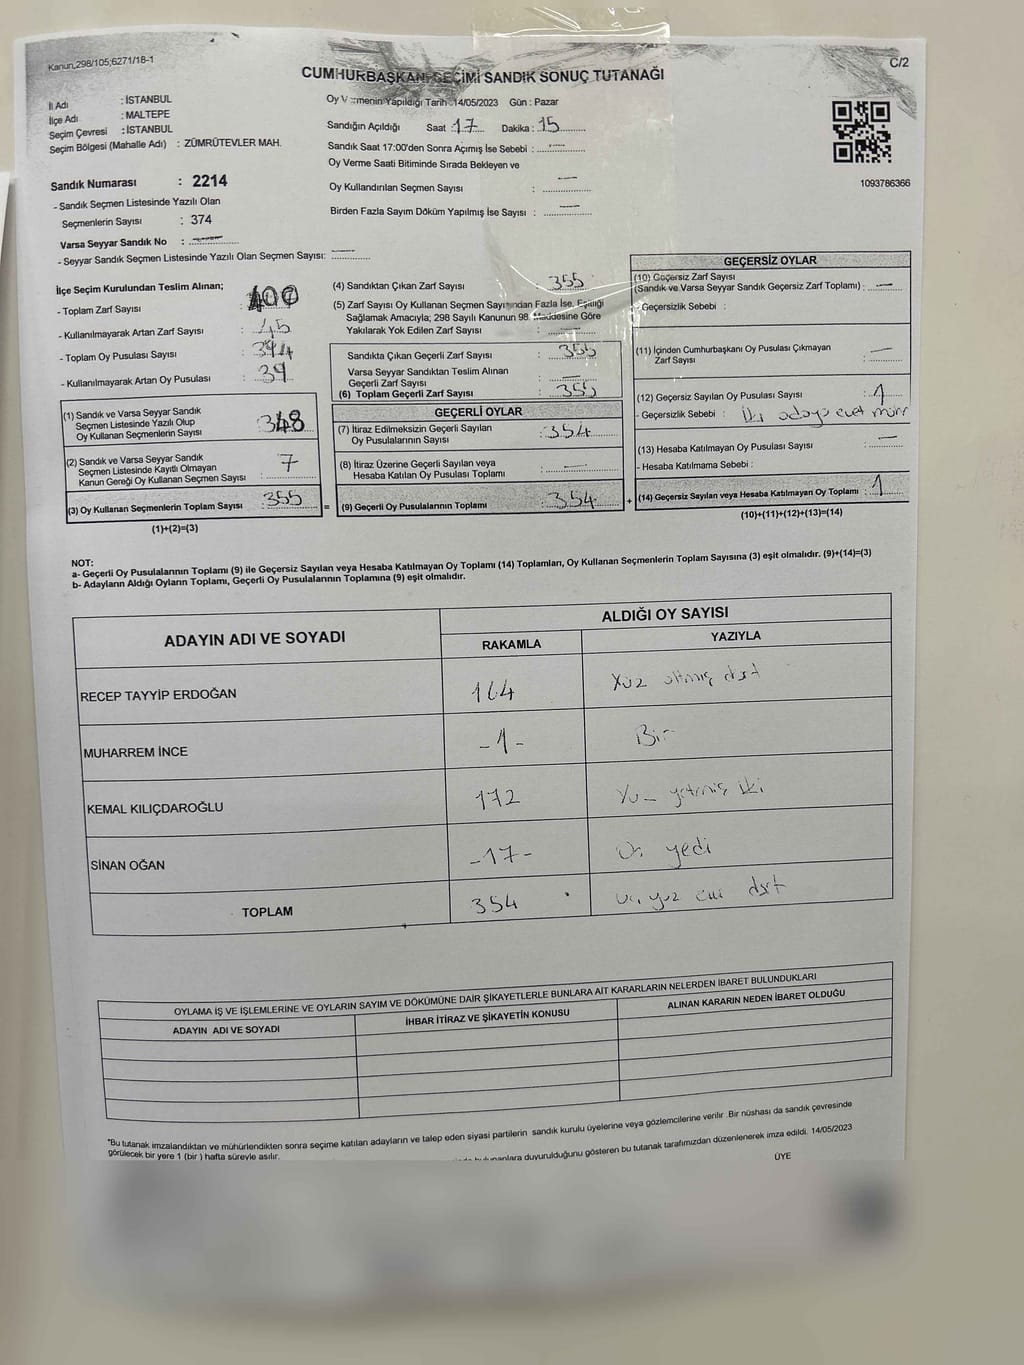 Kanun,298/105;6271/18-1
C/2
CUMHURBAŞKANI SEÇİMİ SANDIK SONUÇ TUTANAĞI
İl Adı : İSTANBUL
İlçe Adı : MALTEPE
Seçim Çevresi : İSTANBUL
Seçim Bölgesi (Mahalle Adı) : ZÜMRÜTEVLER MAH.
Sandık Numarası : 2214
- Sandık Seçmen Listesinde Yazılı Olan
Seçmenlerin Sayısı : 374
Varsa Seyyar Sandık No : —
- Seyyar Sandık Seçmen Listesinde Yazılı Olan Seçmen Sayısı: —
Oy Vermenin Yapıldığı Tarih :14/05/2023 Gün : Pazar
Sandığın Açıldığı Saat 17 Dakika : 15
Sandık Saat 17:00'den Sonra Açımış İse Sebebi : —
Oy Verme Saati Bitiminde Sırada Bekleyen ve
Oy Kullandırılan Seçmen Sayısı : —
Birden Fazla Sayım Döküm Yapılmış İse Sayısı : —
1093786366
İlçe Seçim Kurulundan Teslim Alınan;
- Toplam Zarf Sayısı : 400
- Kullanılmayarak Artan Zarf Sayısı : 45
- Toplam Oy Pusulası Sayısı : 394
- Kullanılmayarak Artan Oy Pusulası : 39
(1) Sandık ve Varsa Seyyar Sandık
Seçmen Listesinde Yazılı Olup
Oy Kullanan Seçmenlerin Sayısı : 348
(2) Sandık ve Varsa Seyyar Sandık
Seçmen Listesinde Kayıtlı Olmayan
Kanun Gereği Oy Kullanan Seçmen Sayısı : 7
(3) Oy Kullanan Seçmenlerin Toplam Sayısı : 355
(1)+(2)=(3)
(4) Sandıktan Çıkan Zarf Sayısı : 355
(5) Zarf Sayısı Oy Kullanan Seçmen Sayısından Fazla İse, Eşitliği
Sağlamak Amacıyla; 298 Sayılı Kanunun 98. Maddesine Göre
Yakılarak Yok Edilen Zarf Sayısı : —
Sandıkta Çıkan Geçerli Zarf Sayısı : 355
Varsa Seyyar Sandıktan Teslim Alınan
Geçerli Zarf Sayısı : —
(6) Toplam Geçerli Zarf Sayısı : 355
GEÇERLİ OYLAR
(7) İtiraz Edilmeksizin Geçerli Sayılan
Oy Pusulalarının Sayısı : 354
(8) İtiraz Üzerine Geçerli Sayılan veya
Hesaba Katılan Oy Pusulası Toplamı : —
= (9) Geçerli Oy Pusulalarının Toplamı : 354
GEÇERSİZ OYLAR
(10) Geçersiz Zarf Sayısı
(Sandık ve Varsa Seyyar Sandık Geçersiz Zarf Toplamı) : —
- Geçersizlik Sebebi :
(11) İçinden Cumhurbaşkanı Oy Pusulası Çıkmayan
Zarf Sayısı : —
(12) Geçersiz Sayılan Oy Pusulası Sayısı : 1
- Geçersizlik Sebebi : İki adaya evet
(13) Hesaba Katılmayan Oy Pusulası Sayısı : —
- Hesaba Katılmama Sebebi :
+ (14) Geçersiz Sayılan veya Hesaba Katılmayan Oy Toplamı : 1
(10)+(11)+(12)+(13)=(14)
NOT:
a- Geçerli Oy Pusulalarının Toplamı (9) ile Geçersiz Sayılan veya Hesaba Katılmayan Oy Toplamı (14) Toplamları, Oy Kullanan Seçmenlerin Toplam Sayısına (3) eşit olmalıdır. (9)+(14)=(3)
b- Adayların Aldığı Oyların Toplamı, Geçerli Oy Pusulalarının Toplamına (9) eşit olmalıdır.
ADAYIN ADI VE SOYADI
ALDIĞI OY SAYISI
RAKAMLA YAZIYLA
RECEP TAYYİP ERDOĞAN 164 Yüz altmış dört
MUHARREM İNCE -1- Bir
KEMAL KILIÇDAROĞLU 172 Yüz yetmiş iki
SİNAN OĞAN -17- On yedi
TOPLAM 354 Üç yüz elli dört
OYLAMA İŞ VE İŞLEMLERİNE VE OYLARIN SAYIM VE DÖKÜMÜNE DAİR ŞİKAYETLERLE BUNLARA AİT KARARLARIN NELERDEN İBARET BULUNDUKLARI
ADAYIN ADI VE SOYADI İHBAR İTİRAZ VE ŞİKAYETİN KONUSU ALINAN KARARIN NEDEN İBARET OLDUĞU
*Bu tutanak imzalandıktan ve mühürlendikten sonra seçime katılan adayların ve talep eden siyasi partilerin sandık kurulu üyelerine veya gözlemcilerine verilir. Bir nüshası da sandık çevresinde
görülecek bir yere 1 (bir ) hafta süreyle asılır.
bulunanlara duyurulduğunu gösteren bu tutanak tarafımızdan düzenlenerek imza edildi. 14/05/2023
ÜYE